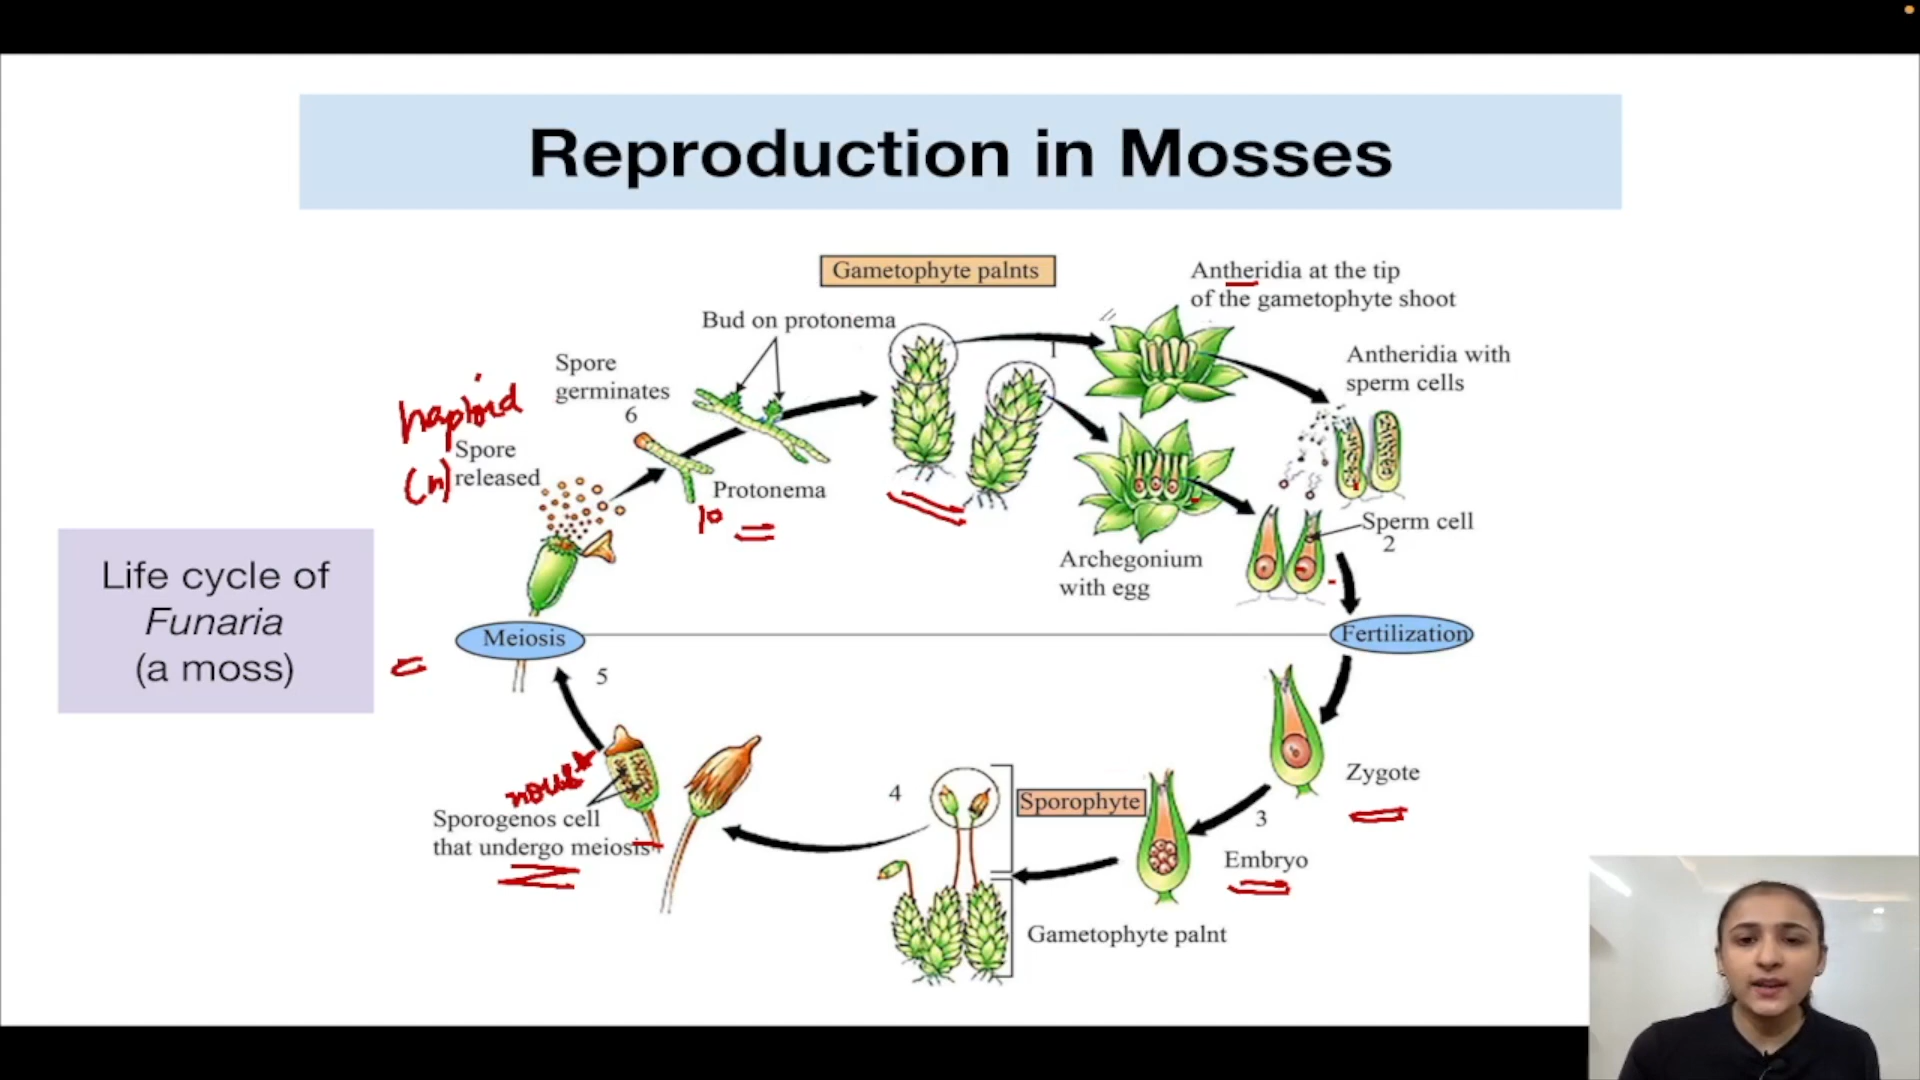 Reproduction in Mosses
Gametophyte palnts
Antheridia at the tip
of the gametophyte shoot
Bud on protonema
Antheridia with
sperm cells
1
Spore
germinates
6
haploid
(n)
Spore
released
Protonema
1°
Sperm cell
2
Archegonium
with egg
Life cycle of
Funaria
(a moss)
Meiosis
Fertilization
5
Zygote
4
Sporophyte
3
Sporogenos cell
that undergo meiosis
Embryo
Gametophyte palnt